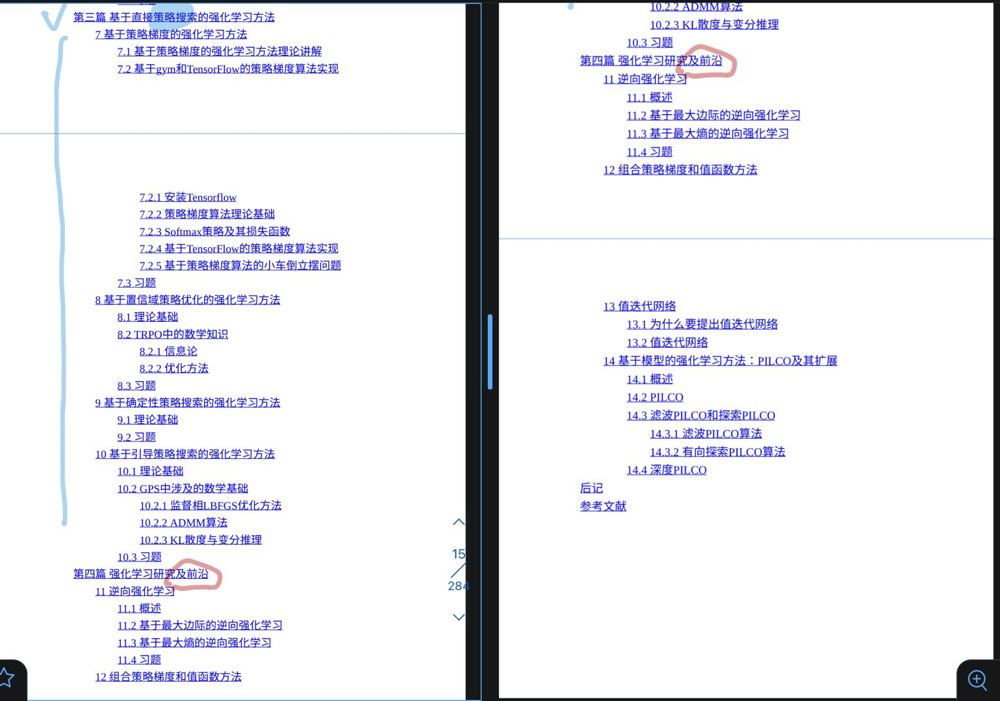 第三篇 基于直接策略搜索的强化学习方法
7 基于策略梯度的强化学习方法
7.1 基于策略梯度的强化学习方法理论讲解
7.2 基于gym和TensorFlow的策略梯度算法实现
7.2.1 安装Tensorflow
7.2.2 策略梯度算法理论基础
7.2.3 Softmax策略及其损失函数
7.2.4 基于TensorFlow的策略梯度算法实现
7.2.5 基于策略梯度算法的小车倒立摆问题
7.3 习题
8 基于置信域策略优化的强化学习方法
8.1 理论基础
8.2 TRPO中的数学知识
8.2.1 信息论
8.2.2 优化方法
8.3 习题
9 基于确定性策略搜索的强化学习方法
9.1 理论基础
9.2 习题
10 基于引导策略搜索的强化学习方法
10.1 理论基础
10.2 GPS中涉及的数学基础
10.2.1 监督相LBFGS优化方法
10.2.2 ADMM算法
10.2.3 KL散度与变分推理
10.3 习题
第四篇 强化学习研究及前沿
11 逆向强化学习
11.1 概述
11.2 基于最大边际的逆向强化学习
11.3 基于最大熵的逆向强化学习
11.4 习题
12 组合策略梯度和值函数方法
15
284
10.2.2 ADMM算法
10.2.3 KL散度与变分推理
10.3 习题
第四篇 强化学习研究及前沿
11 逆向强化学习
11.1 概述
11.2 基于最大边际的逆向强化学习
11.3 基于最大熵的逆向强化学习
11.4 习题
12 组合策略梯度和值函数方法
13 值迭代网络
13.1 为什么要提出值迭代网络
13.2 值迭代网络
14 基于模型的强化学习方法：PILCO及其扩展
14.1 概述
14.2 PILCO
14.3 滤波PILCO和探索PILCO
14.3.1 滤波PILCO算法
14.3.2 有向探索PILCO算法
14.4 深度PILCO
后记
参考文献